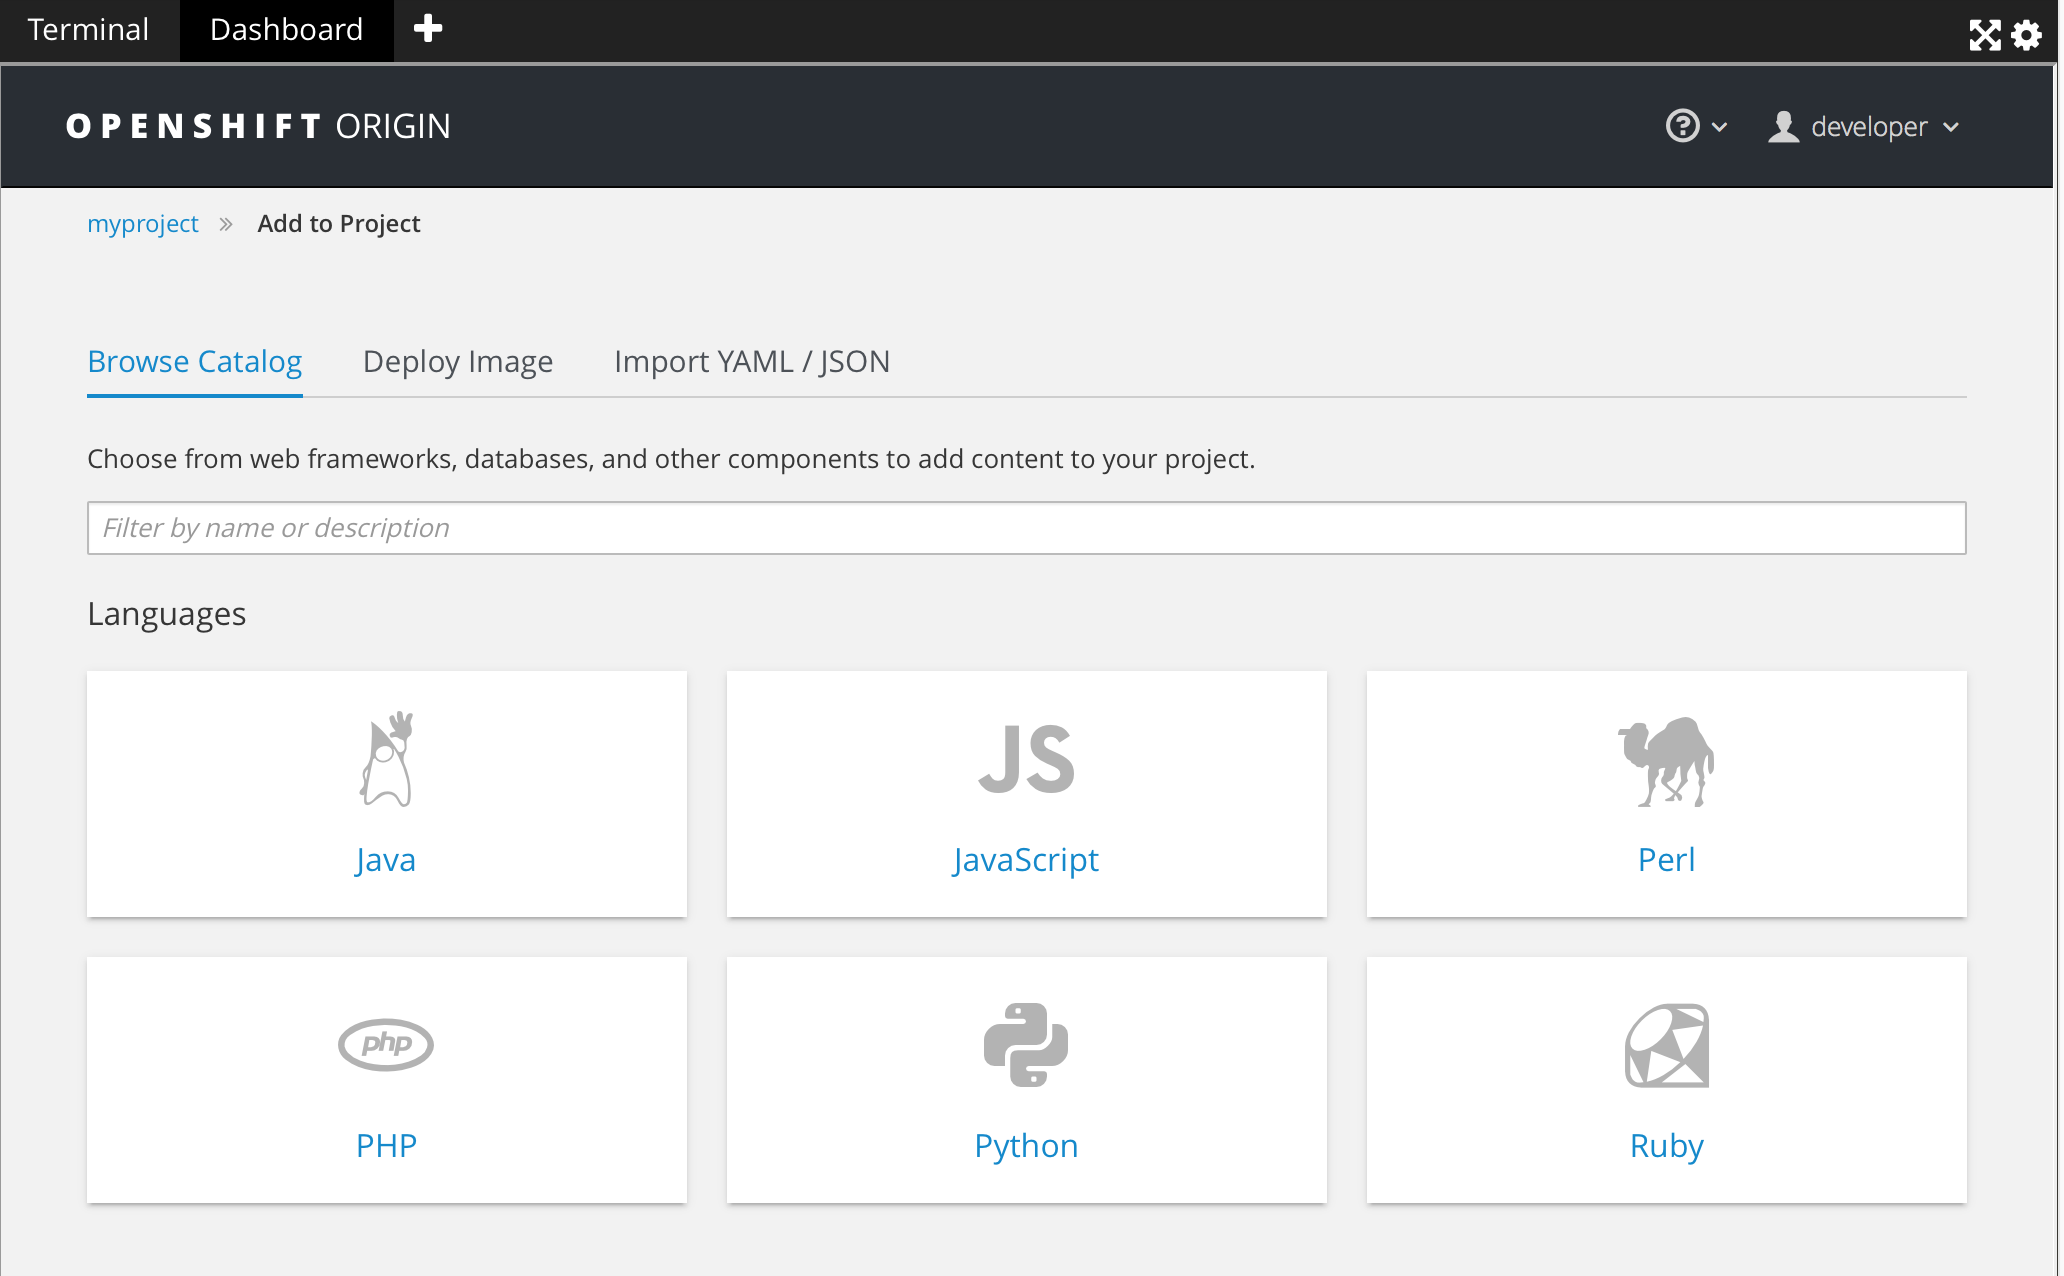 Terminal Dashboard
OPENSHIFT ORIGIN developer
myproject » Add to Project
Browse Catalog Deploy Image Import YAML / JSON
Choose from web frameworks, databases, and other components to add content to your project.
Filter by name or description
Languages
JS
Java JavaScript Perl
php
PHP Python Ruby